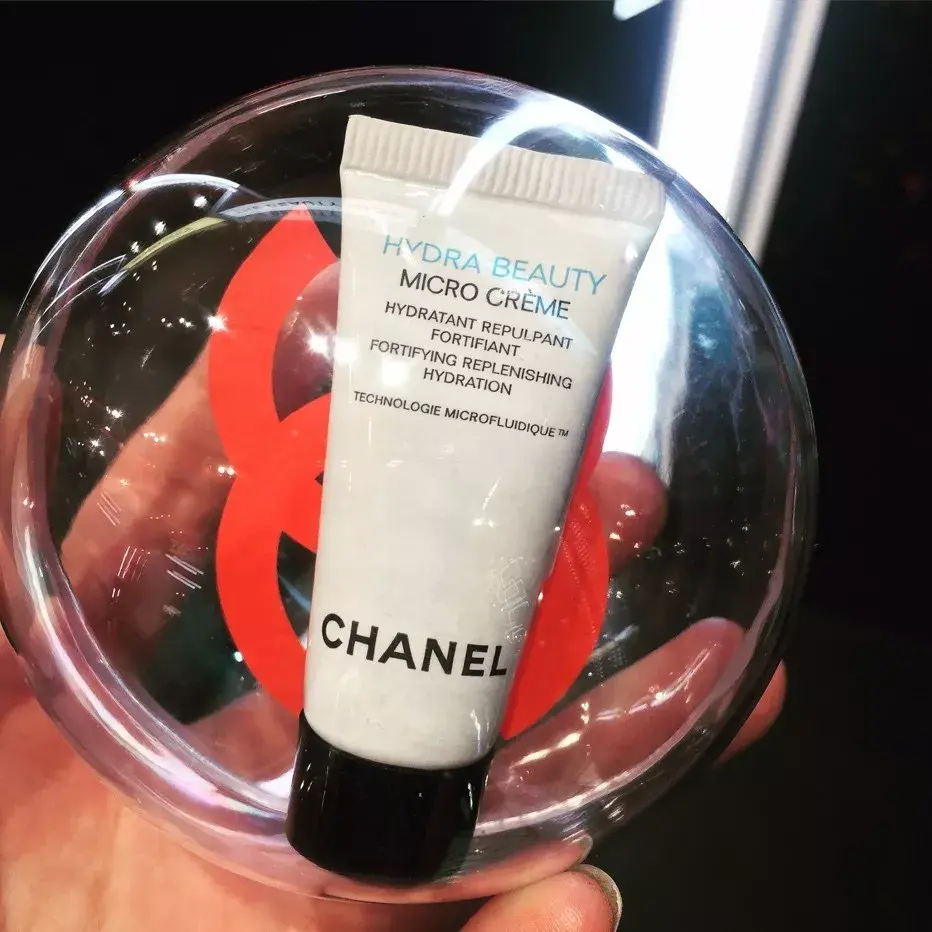 HYDRA BEAUTY
MICRO CRÈME
HYDRATANT REPULPANT
FORTIFIANT
FORTIFYING REPLENISHING
HYDRATION
TECHNOLOGIE MICROFLUIDIQUE™
CHANEL